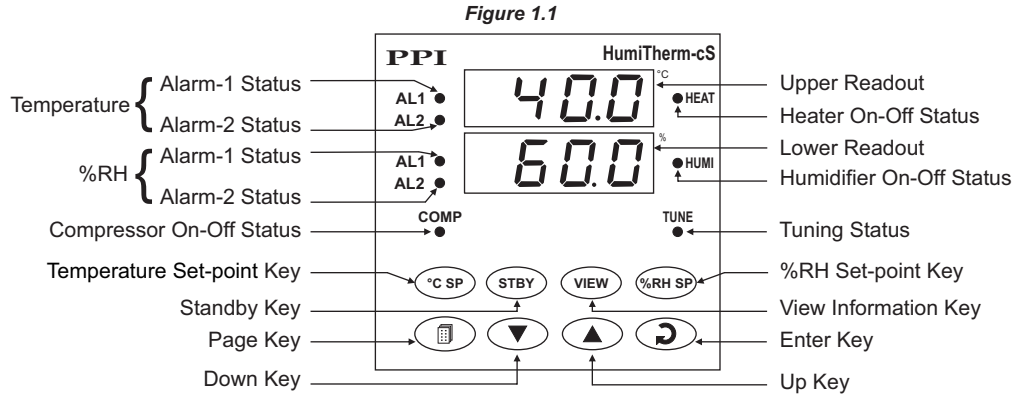 Figure 1.1
PPI
HumiTherm-cS
Temperature
Alarm-1 Status
Alarm-2 Status
%RH
Alarm-1 Status
Alarm-2 Status
Compressor On-Off Status
Temperature Set-point Key
Standby Key
Page Key
Down Key
AL1
AL2
AL1
AL2
COMP
40.0
°C
60.0
%
HEAT
HUMI
TUNE
°C SP
STBY
VIEW
%RH SP
Upper Readout
Heater On-Off Status
Lower Readout
Humidifier On-Off Status
Tuning Status
%RH Set-point Key
View Information Key
Enter Key
Up Key